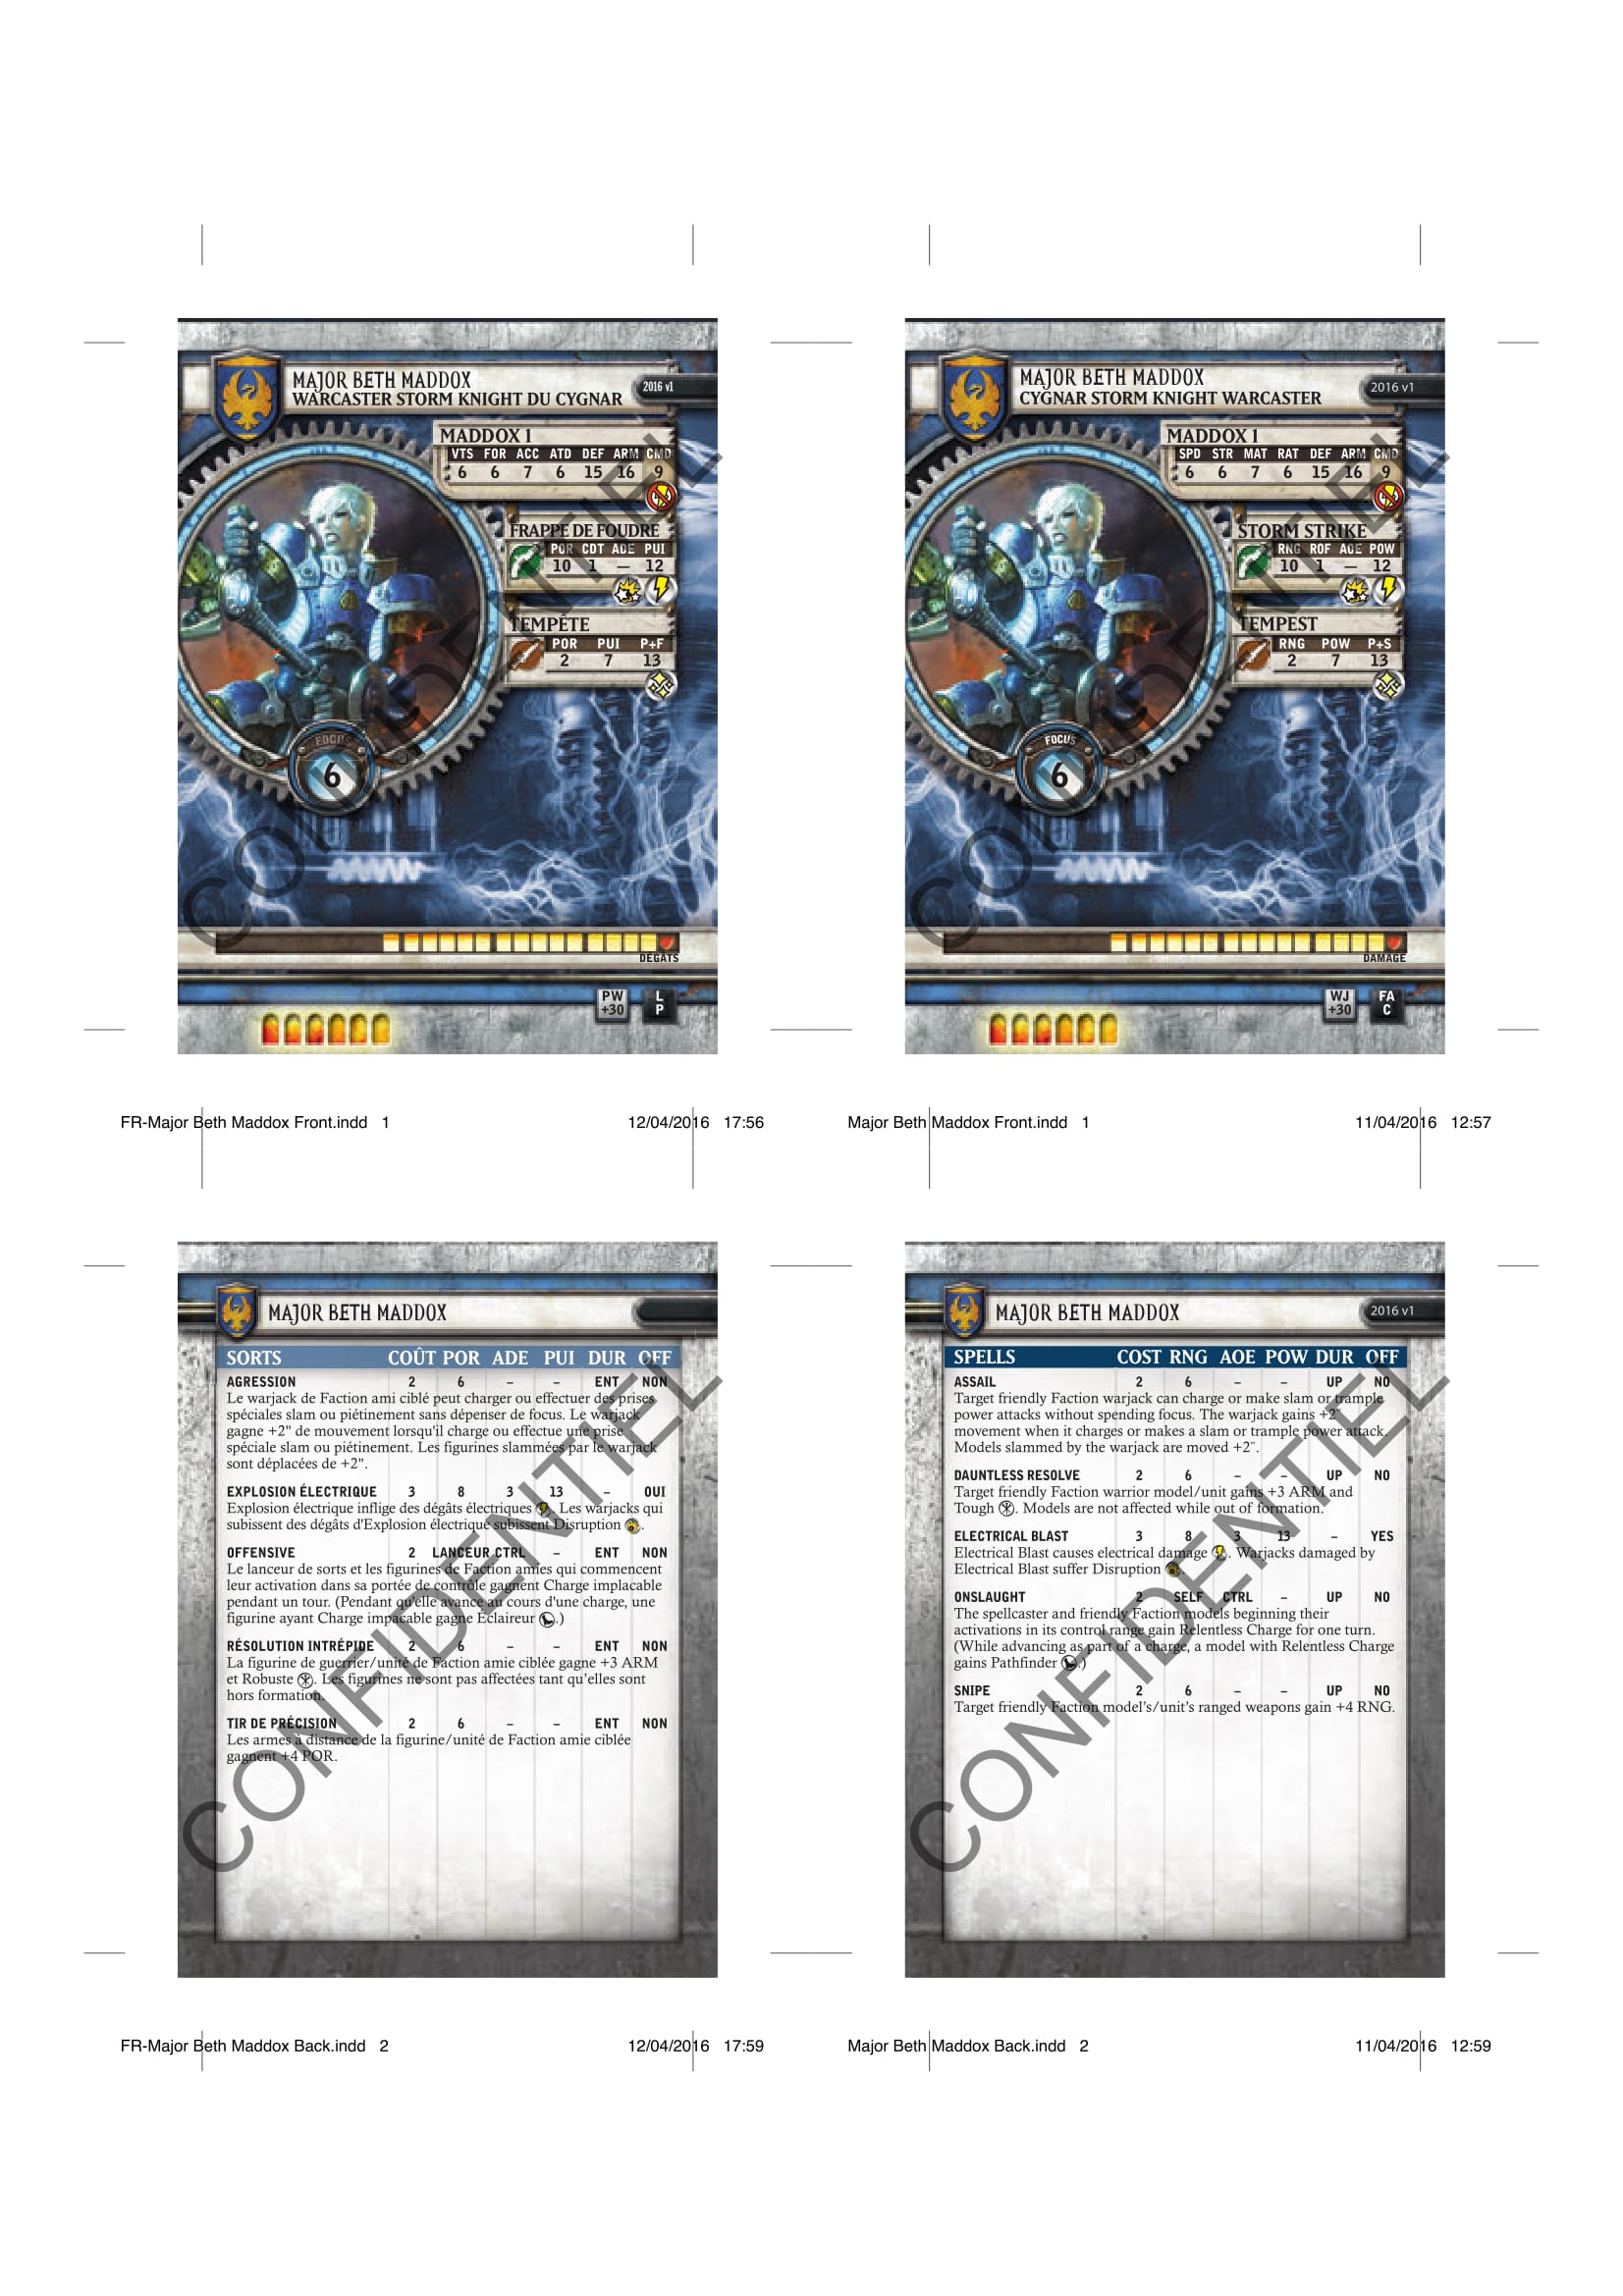 MAJOR BETH MADDOX
WARCASTER STORM KNIGHT DU CYGNAR
2016 v1
MADDOX 1
VTS FOR ACC ATD DEF ARM CMD
6 6 7 6 15 16 9
FRAPPE DE FOUDRE
POR CDT ADE PUI
10 1 — 12
TEMPÊTE
POR PUI P+F
2 7 13
FOCUS
6
DÉGÂTS
PW
+30
L
P
CONFIDENTIEL
FR-Major Beth Maddox Front.indd 1
12/04/2016 17:56
MAJOR BETH MADDOX
CYGNAR STORM KNIGHT WARCASTER
2016 v1
MADDOX 1
SPD STR MAT RAT DEF ARM CMD
6 6 7 6 15 16 9
STORM STRIKE
RNG ROF AOE POW
10 1 — 12
TEMPEST
RNG POW P+S
2 7 13
FOCUS
6
DAMAGE
WJ
+30
FA
C
CONFIDENTIEL
Major Beth Maddox Front.indd 1
11/04/2016 12:57
MAJOR BETH MADDOX
SORTS COÛT POR ADE PUI DUR OFF
AGRESSION 2 6 – – ENT NON
Le warjack de Faction ami ciblé peut charger ou effectuer des prises
spéciales slam ou piétinement sans dépenser de focus. Le warjack
gagne +2" de mouvement lorsqu'il charge ou effectue une prise
spéciale slam ou piétinement. Les figurines slammées par le warjack
sont déplacées de +2".
EXPLOSION ÉLECTRIQUE 3 8 3 13 – OUI
Explosion électrique inflige des dégâts électriques . Les warjacks qui
subissent des dégâts d'Explosion électrique subissent Disruption .
OFFENSIVE 2 LANCEUR CTRL – ENT NON
Le lanceur de sorts et les figurines de Faction amies qui commencent
leur activation dans sa portée de contrôle gagnent Charge implacable
pendant un tour. (Pendant qu'elle avance au cours d'une charge, une
figurine ayant Charge impacable gagne Éclaireur .)
RÉSOLUTION INTRÉPIDE 2 6 – – ENT NON
La figurine de guerrier/unité de Faction amie ciblée gagne +3 ARM
et Robuste . Les figurines ne sont pas affectées tant qu’elles sont
hors formation.
TIR DE PRÉCISION 2 6 – – ENT NON
Les armes à distance de la figurine/unité de Faction amie ciblée
gagnent +4 POR.
CONFIDENTIEL
FR-Major Beth Maddox Back.indd 2
12/04/2016 17:59
MAJOR BETH MADDOX
2016 v1
SPELLS COST RNG AOE POW DUR OFF
ASSAIL 2 6 – – UP NO
Target friendly Faction warjack can charge or make slam or trample
power attacks without spending focus. The warjack gains +2˝
movement when it charges or makes a slam or trample power attack.
Models slammed by the warjack are moved +2˝.
DAUNTLESS RESOLVE 2 6 – – UP NO
Target friendly Faction warrior model/unit gains +3 ARM and
Tough . Models are not affected while out of formation.
ELECTRICAL BLAST 3 8 3 13 – YES
Electrical Blast causes electrical damage . Warjacks damaged by
Electrical Blast suffer Disruption .
ONSLAUGHT 2 SELF CTRL – UP NO
The spellcaster and friendly Faction models beginning their
activations in its control range gain Relentless Charge for one turn.
(While advancing as part of a charge, a model with Relentless Charge
gains Pathfinder .)
SNIPE 2 6 – – UP NO
Target friendly Faction model’s/unit’s ranged weapons gain +4 RNG.
CONFIDENTIEL
Major Beth Maddox Back.indd 2
11/04/2016 12:59